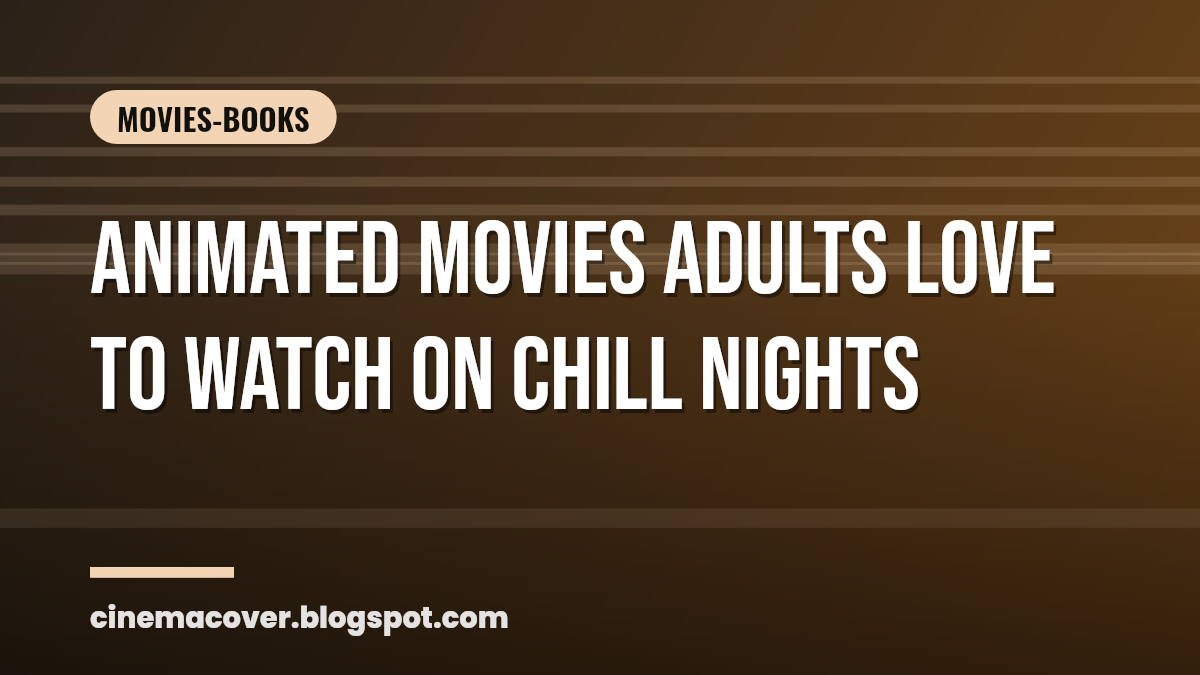 MOVIES-BOOKS
ANIMATED MOVIES ADULTS LOVE
TO WATCH ON CHILL NIGHTS
cinemacover.blogspot.com